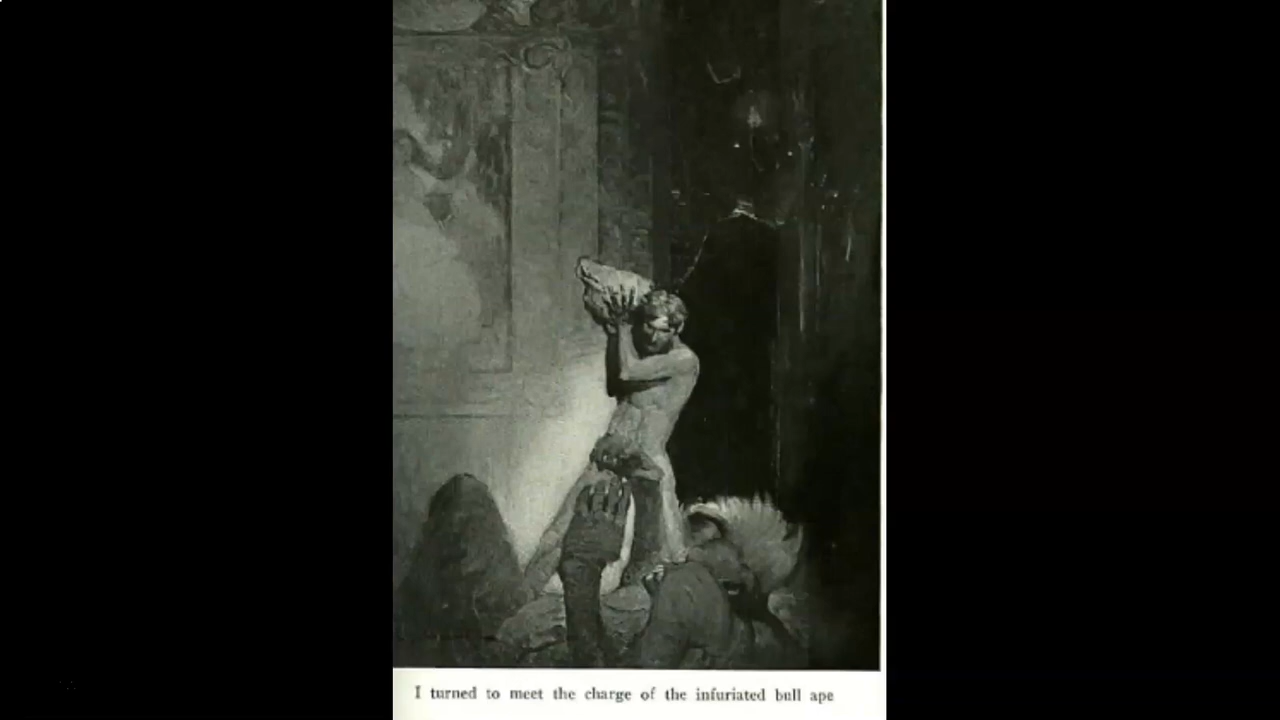 I turned to meet the charge of the infuriated bull ape